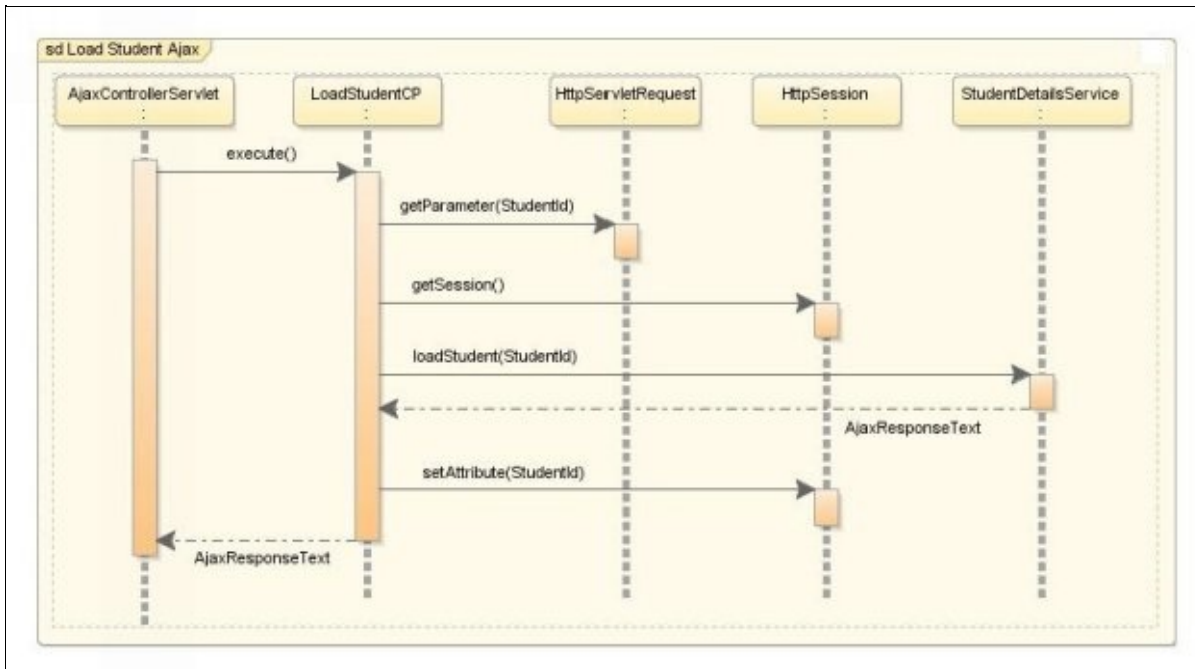 sd Load Student Ajax
AjaxControllerServlet
LoadStudentCP
HttpServletRequest
HttpSession
StudentDetailsService
execute()
getParameter(StudentId)
getSession()
loadStudent(StudentId)
AjaxResponseText
setAttribute(StudentId)
AjaxResponseText